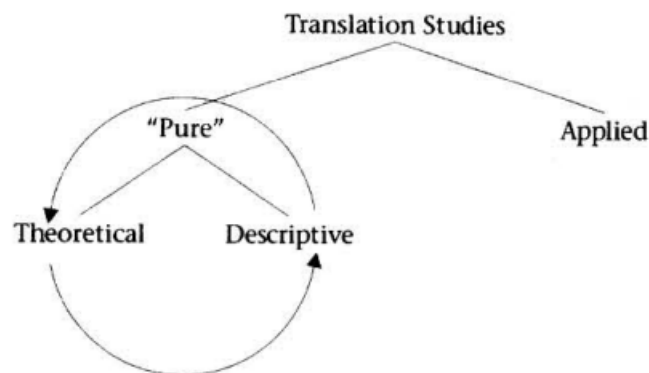 Translation Studies
“Pure”
Applied
Theoretical
Descriptive